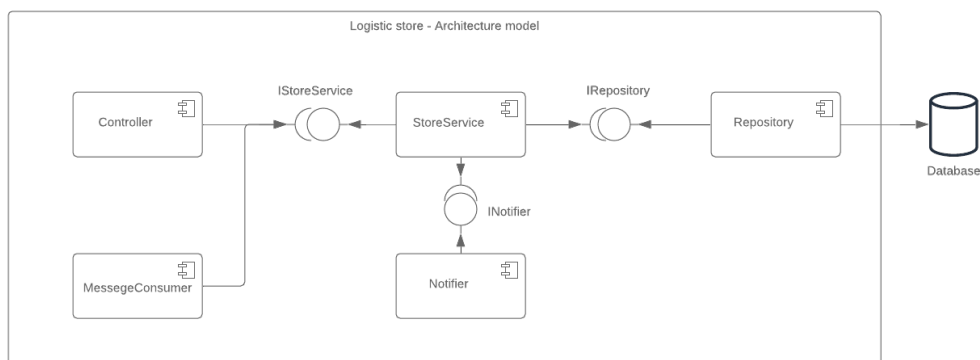 Logistic store - Architecture model
IStoreService
IRepository
Controller
StoreService
Repository
Database
INotifier
MessegeConsumer
Notifier